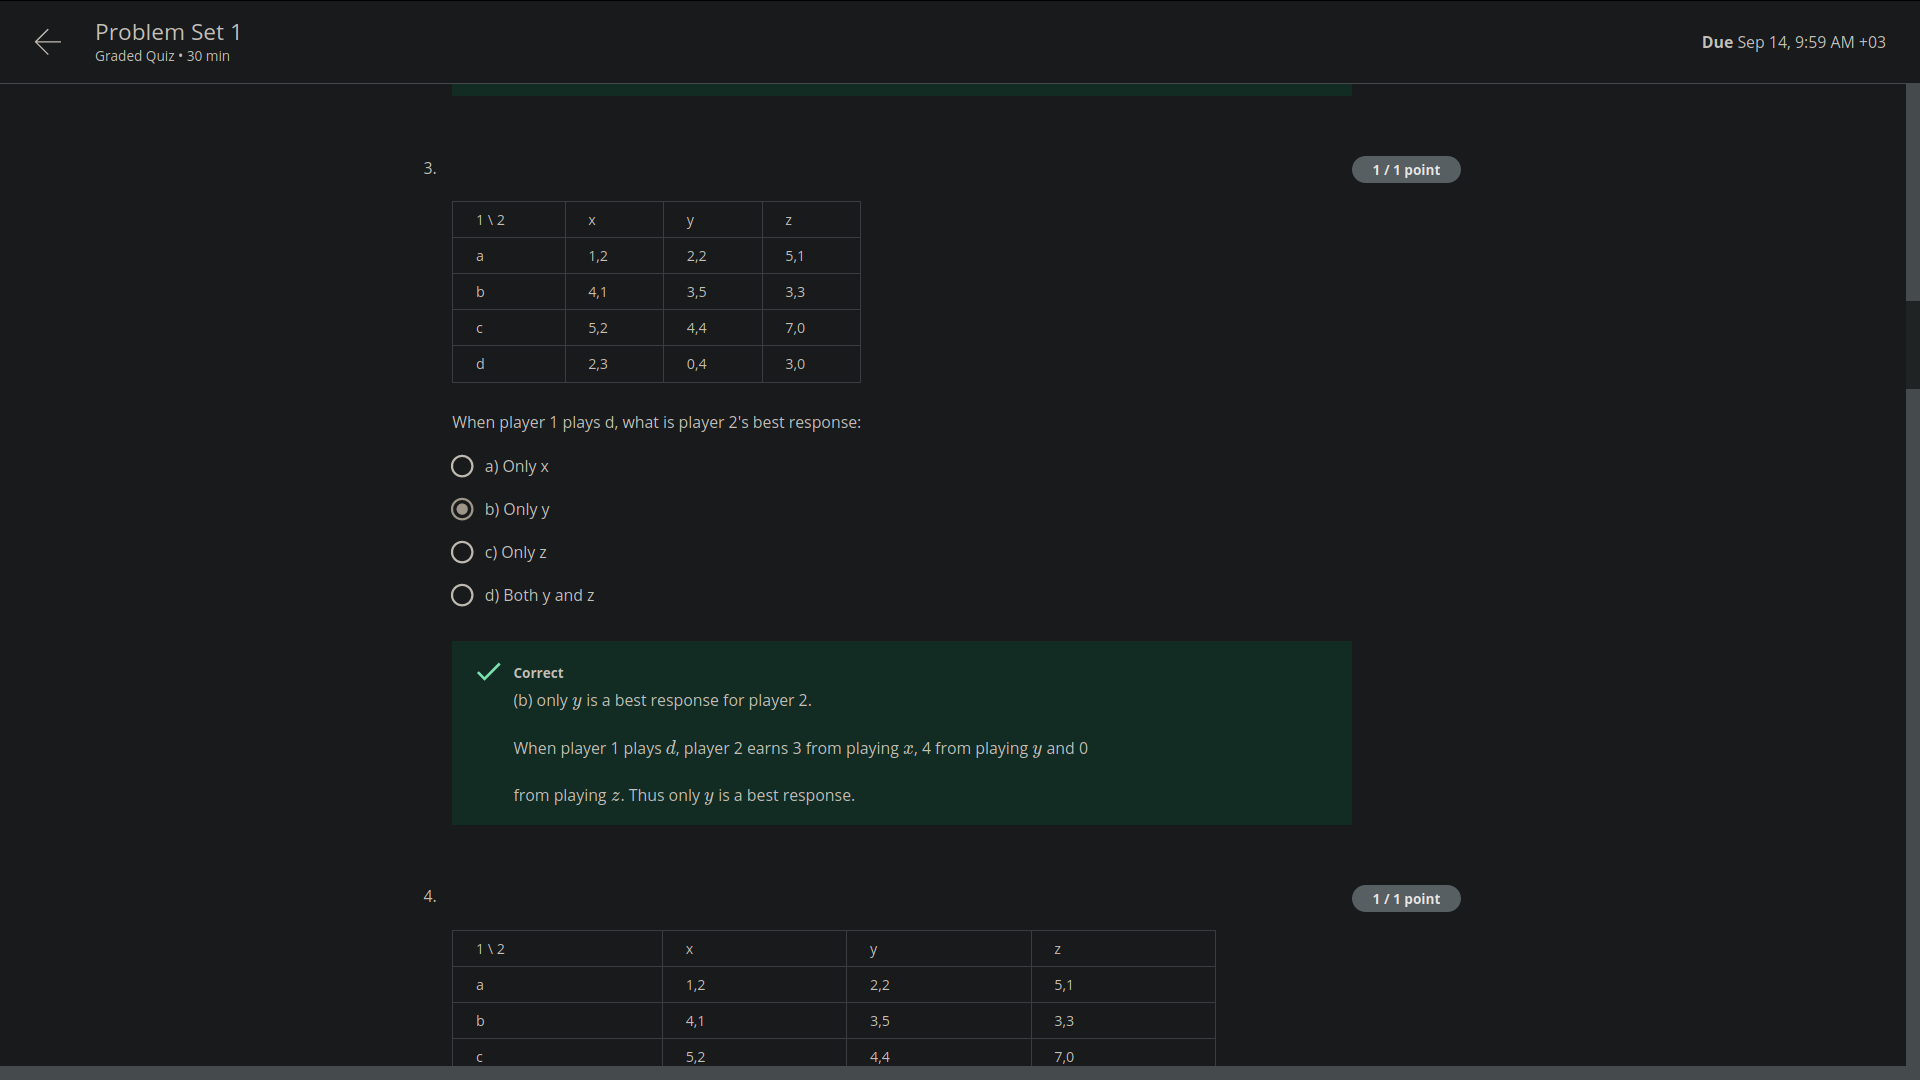 Problem Set 1
Graded Quiz • 30 min
Due Sep 14, 9:59 AM +03
3.
1 / 1 point
1 \ 2 x y z
a 1,2 2,2 5,1
b 4,1 3,5 3,3
c 5,2 4,4 7,0
d 2,3 0,4 3,0
When player 1 plays d, what is player 2's best response:
a) Only x
b) Only y
c) Only z
d) Both y and z
Correct
(b) only y is a best response for player 2.
When player 1 plays d, player 2 earns 3 from playing x, 4 from playing y and 0
from playing z. Thus only y is a best response.
4.
1 / 1 point
1 \ 2 x y z
a 1,2 2,2 5,1
b 4,1 3,5 3,3
c 5,2 4,4 7,0